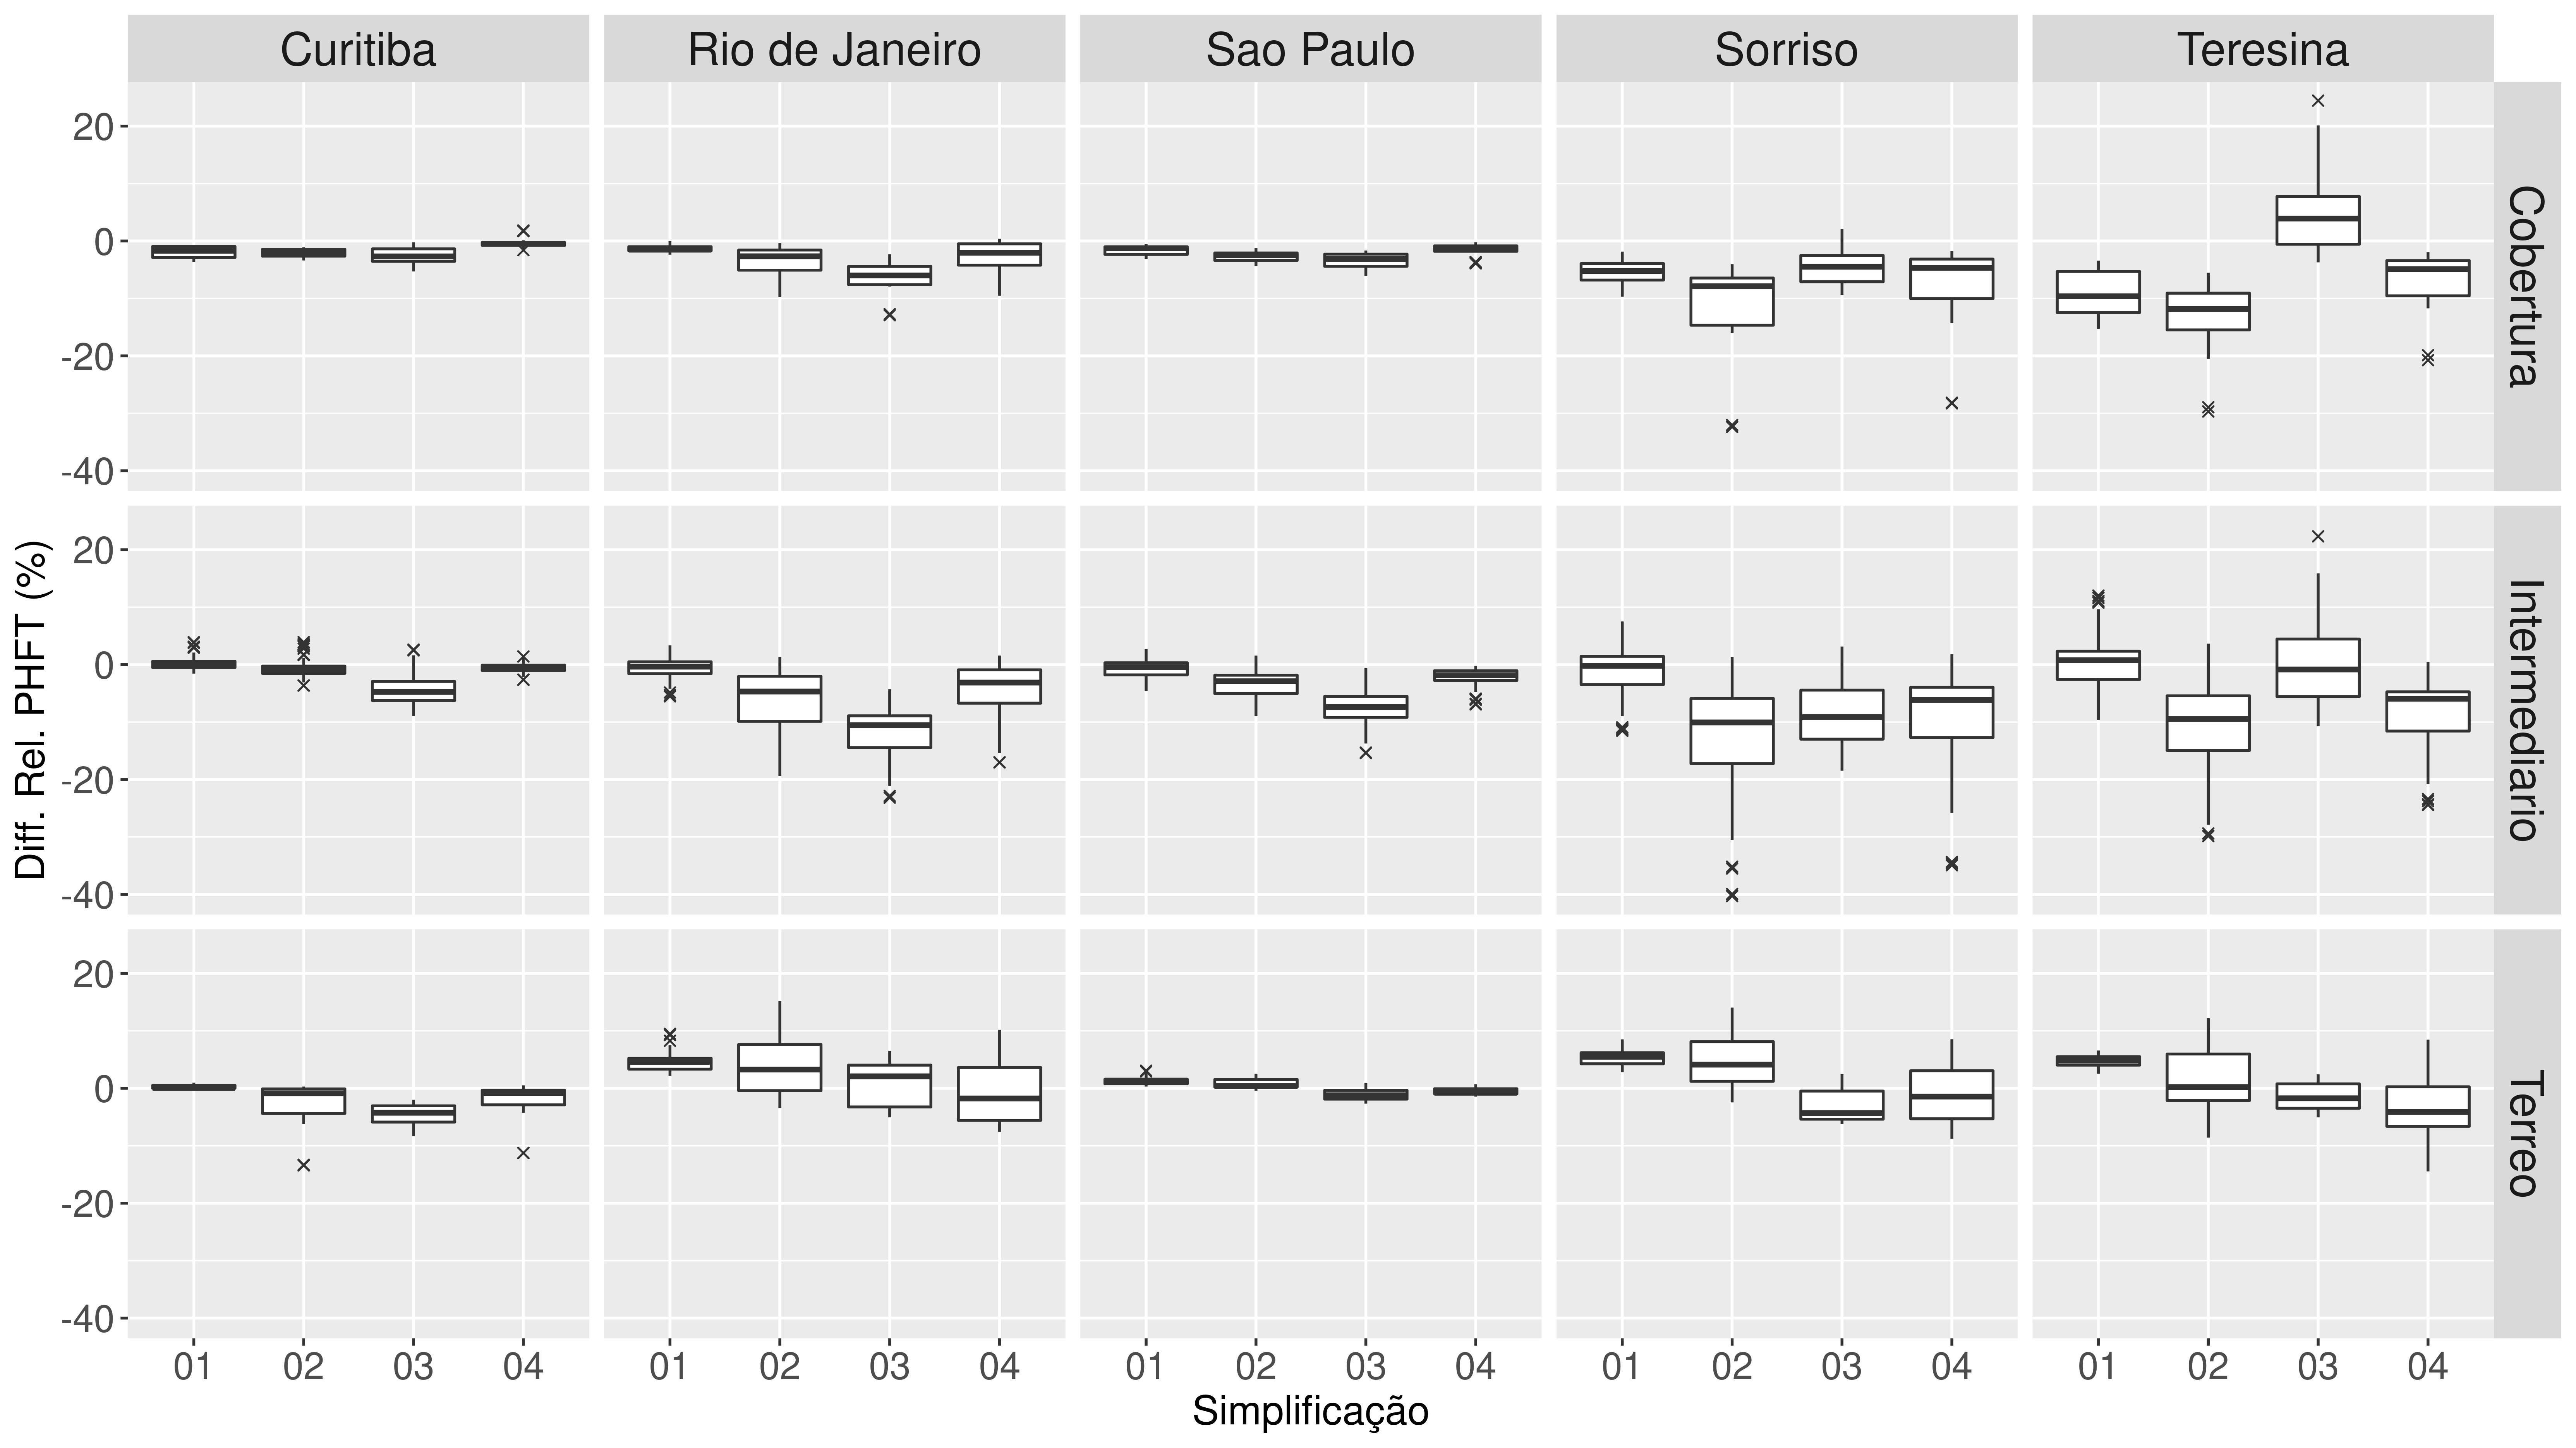 Curitiba Rio de Janeiro Sao Paulo Sorriso Teresina
20
0
-20
-40
Cobertura
20
0
-20
-40
Intermediario
20
0
-20
-40
Terreo
Diff. Rel. PHFT (%)
01 02 03 04 01 02 03 04 01 02 03 04 01 02 03 04 01 02 03 04
Simplificação